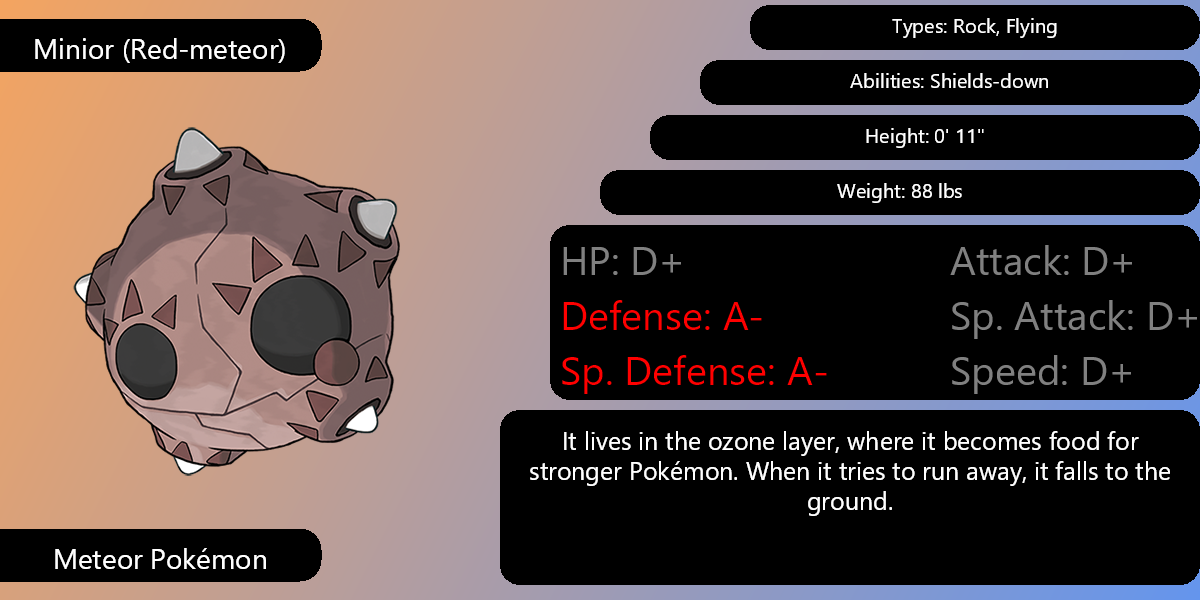 Minior (Red-meteor)
Types: Rock, Flying
Abilities: Shields-down
Height: 0' 11"
Weight: 88 lbs
HP: D+ Attack: D+
Defense: A- Sp. Attack: D+
Sp. Defense: A- Speed: D+
It lives in the ozone layer, where it becomes food for
stronger Pokémon. When it tries to run away, it falls to the
ground.
Meteor Pokémon